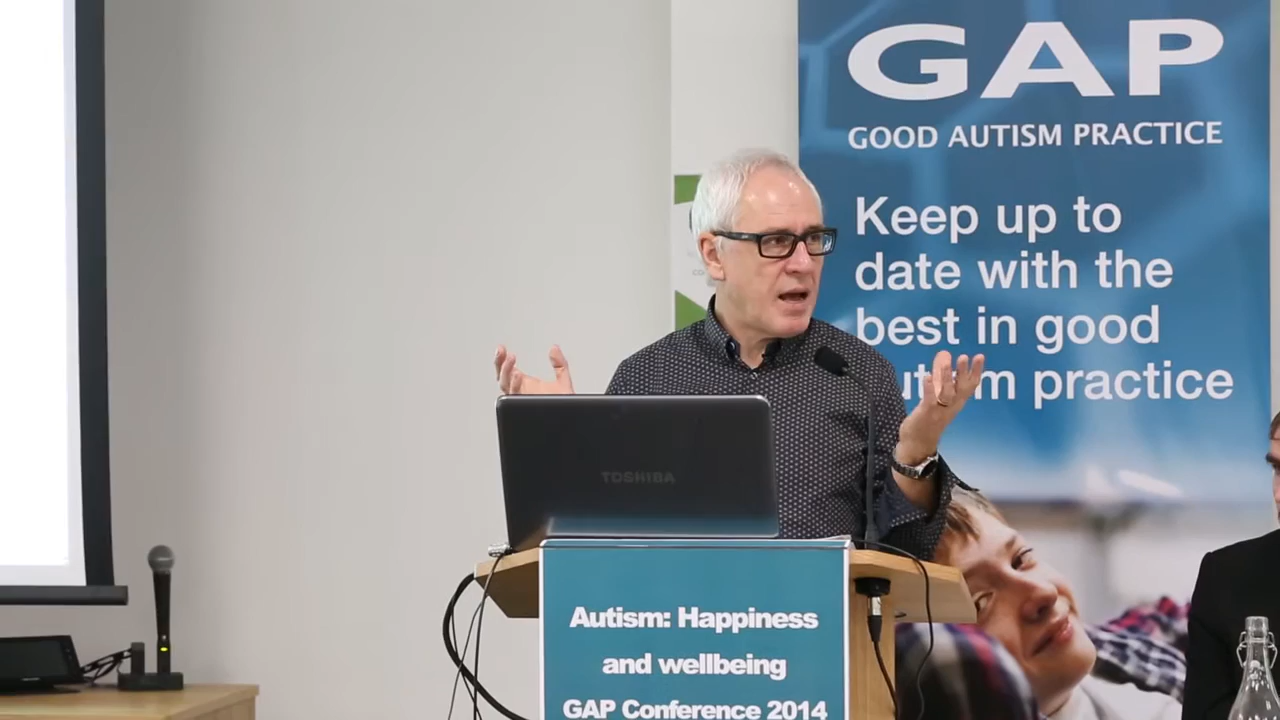 GAP
GOOD AUTISM PRACTICE
Keep up to
date with the
best in good
practice
TOSHIBA
Autism: Happiness
and wellbeing
GAP Conference 2014